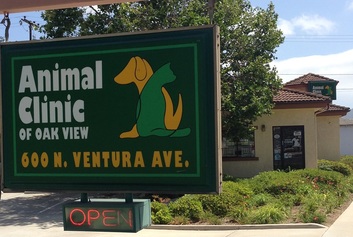 Animal
Clinic
OF OAK VIEW
600 N. VENTURA AVE.
OPEN